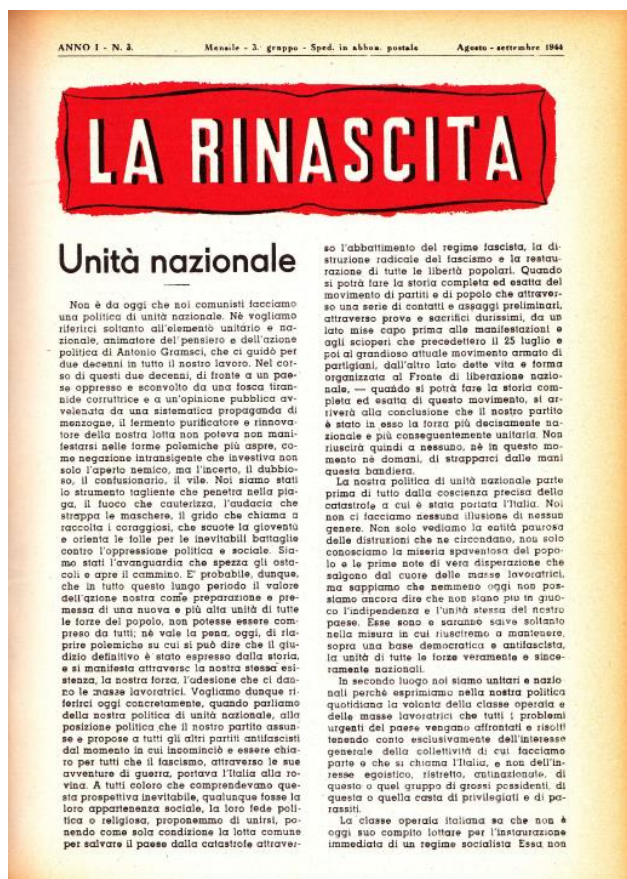 ANNO I - N. 3.
Mensile - 3.° gruppo - Sped. in abbon. postale
Agosto - settembre 1944
LA RINASCITA
Unità nazionale
Non è da oggi che noi comunisti facciamo
una politica di unità nazionale. Nè vogliamo
riferirci soltanto all'elemento unitario e na-
zionale, animatore del pensiero e dell'azione
politica di Antonio Gramsci, che ci guidò per
due decenni in tutto il nostro lavoro. Nel cor-
so di questi due decenni, di fronte a un pae-
se oppresso e sconvolto da una fosca tiran-
nide corruttrice e a un'opinione pubblica av-
velenata da una sistematica propaganda di
menzogne, il fermento purificatore e rinnova-
tore della nostra lotta non poteva non mani-
festarsi nelle forme polemiche più aspre, co-
me negazione intransigente che investiva non
solo l'aperto nemico, ma l'incerto, il dubbio-
so, il confusionario, il vile. Noi siamo stati
lo strumento tagliente che penetra nella pia-
ga, il fuoco che cauterizza, l'audacia che
strappa le maschere, il grido che chiama a
raccolta i coraggiosi, che scuote la gioventù
e orienta le folle per le inevitabili battaglie
contro l'oppressione politica e sociale. Sia-
mo stati l'avanguardia che spezza gli osta-
coli e apre il cammino. E' probabile, dunque,
che in tutto questo lungo periodo il valore
dell'azione nostra come preparazione e pre-
messa di una nuova e più alta unità di tutte
le forze del popolo, non potesse essere com-
preso da tutti; nè vale la pena, oggi, di ria-
prire polemiche su cui si può dire che il giu-
dizio definitivo è stato espresso dalla storia,
e si manifesta attraverso la nostra stessa esi-
stenza, la nostra forza, l'adesione che ci dan-
no le masse lavoratrici. Vogliamo dunque ri-
ferirci oggi concretamente, quando parliamo
della nostra politica di unità nazionale, alla
posizione politica che il nostro partito assun-
se e propose a tutti gli altri partiti antifascisti
dal momento in cui incominciò e essere chia-
ro per tutti che il fascismo, attraverso le sue
avventure di guerra, portava l'Italia alla ro-
vina. A tutti coloro che comprendevano que-
sta prospettiva inevitabile, qualunque fosse la
loro appartenenza sociale, la loro fede poli-
tica o religiosa, proponemmo di unirsi, po-
nendo come sola condizione la lotta comune
per salvare il paese dalla catastrofe attraver-
so l'abbattimento del regime fascista, la di-
struzione radicale del fascismo e la restau-
razione di tutte le libertà popolari. Quando
si potrà fare la storia completa ed esatta del
movimento di partiti e di popolo che attraver-
so una serie di contatti e assaggi preliminari,
attraverso prove e sacrifici durissimi, da un
lato mise capo prima alle manifestazioni e
agli scioperi che precedettero il 25 luglio e
poi al grandioso attuale movimento armato di
partigiani, dall'altro lato dette vita e forma
organizzata al Fronte di liberazione nazio-
nale, — quando si potrà fare la storia com-
pleta ed esatta di questo movimento, si ar-
riverà alla conclusione che il nostro partito
è stato in esso la forza più decisamente na-
zionale e più conseguentemente unitaria. Non
riuscirà quindi a nessuno, nè in questo mo-
mento nè domani, di strapparci dalle mani
questa bandiera.
La nostra politica di unità nazionale parte
prima di tutto dalla coscienza precisa della
catastrofe a cui è stata portata l'Italia. Noi
non ci facciamo nessuna illusione di nessun
genere. Non solo vediamo la entità paurosa
delle distruzioni che ne circondano, non solo
conosciamo la miseria spaventosa del popo-
lo e le prime note di vera disperazione che
salgono dal cuore delle masse lavoratrici,
ma sappiamo che nemmeno oggi non pos-
siamo ancora dire che non siano più in giuo-
co l'indipendenza e l'unità stessa del nostro
paese. Esse sono e saranno salve soltanto
nella misura in cui riusciremo a mantenere,
sopra una base democratica e antifascista,
la unità di tutte le forze veramente e since-
ramente nazionali.
In secondo luogo noi siamo unitari e nazio-
nali perchè esprimiamo nella nostra politica
quotidiana la volontà della classe operaia e
delle masse lavoratrici che tutti i problemi
urgenti del paese vengano affrontati e risolti
tenendo conto esclusivamente dell'interesse
generale della collettività di cui facciamo
parte e che si chiama l'Italia, e non dell'in-
resse egoistico, ristretto, antinazionale, di
questo o quel gruppo di grossi possidenti, di
questa o quella casta di privilegiati e di pa-
rassiti.
La classe operaia italiana sa che non è
oggi suo compito lottare per l'instaurazione
immediata di un regime socialista Essa non